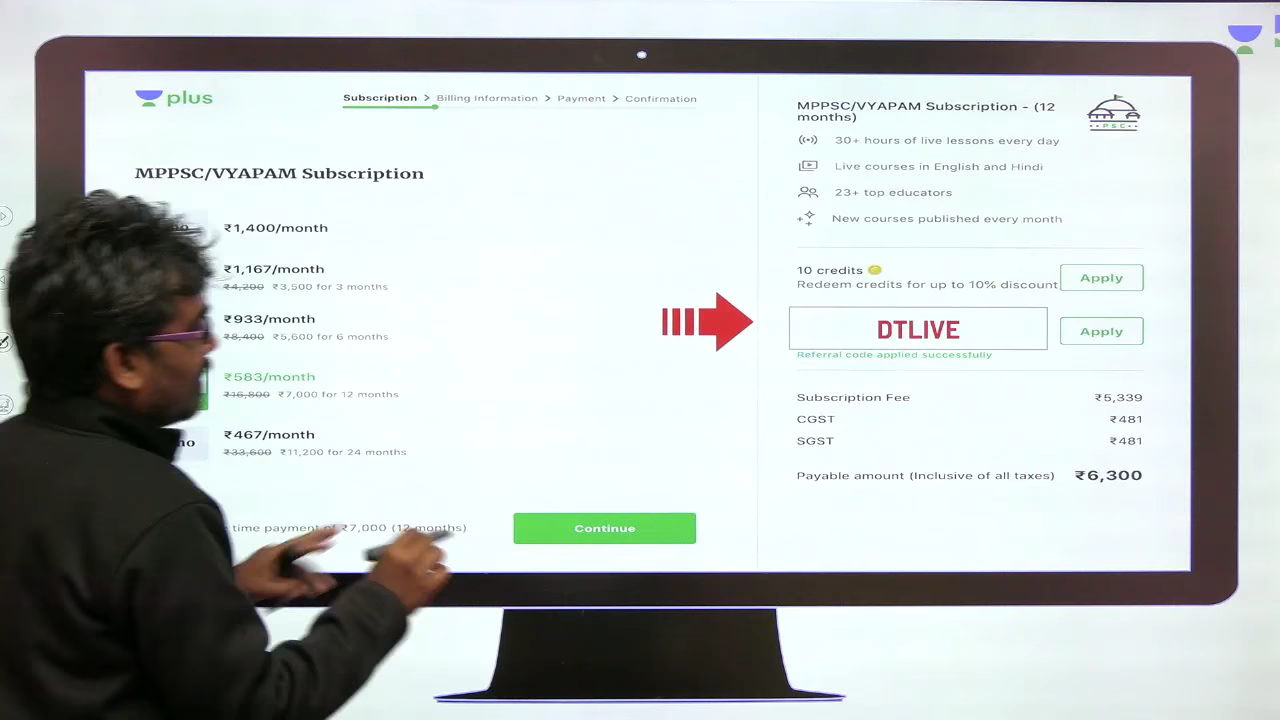 plus
Subscription > Billing Information > Payment > Confirmation
MPPSC/VYAPAM Subscription
₹1,400/month
₹1,167/month
₹4,200 ₹3,500 for 3 months
₹933/month
₹8,400 ₹5,600 for 6 months
₹583/month
₹16,800 ₹7,000 for 12 months
₹467/month
₹33,600 ₹11,200 for 24 months
time payment of ₹7,000 (12 months)
Continue
MPPSC/VYAPAM Subscription - (12
months)
PSC
30+ hours of live lessons every day
Live courses in English and Hindi
23+ top educators
New courses published every month
10 credits
Redeem credits for up to 10% discount
Apply
DTLIVE
Apply
Referral code applied successfully
Subscription Fee ₹5,339
CGST ₹481
SGST ₹481
Payable amount (Inclusive of all taxes) ₹6,300